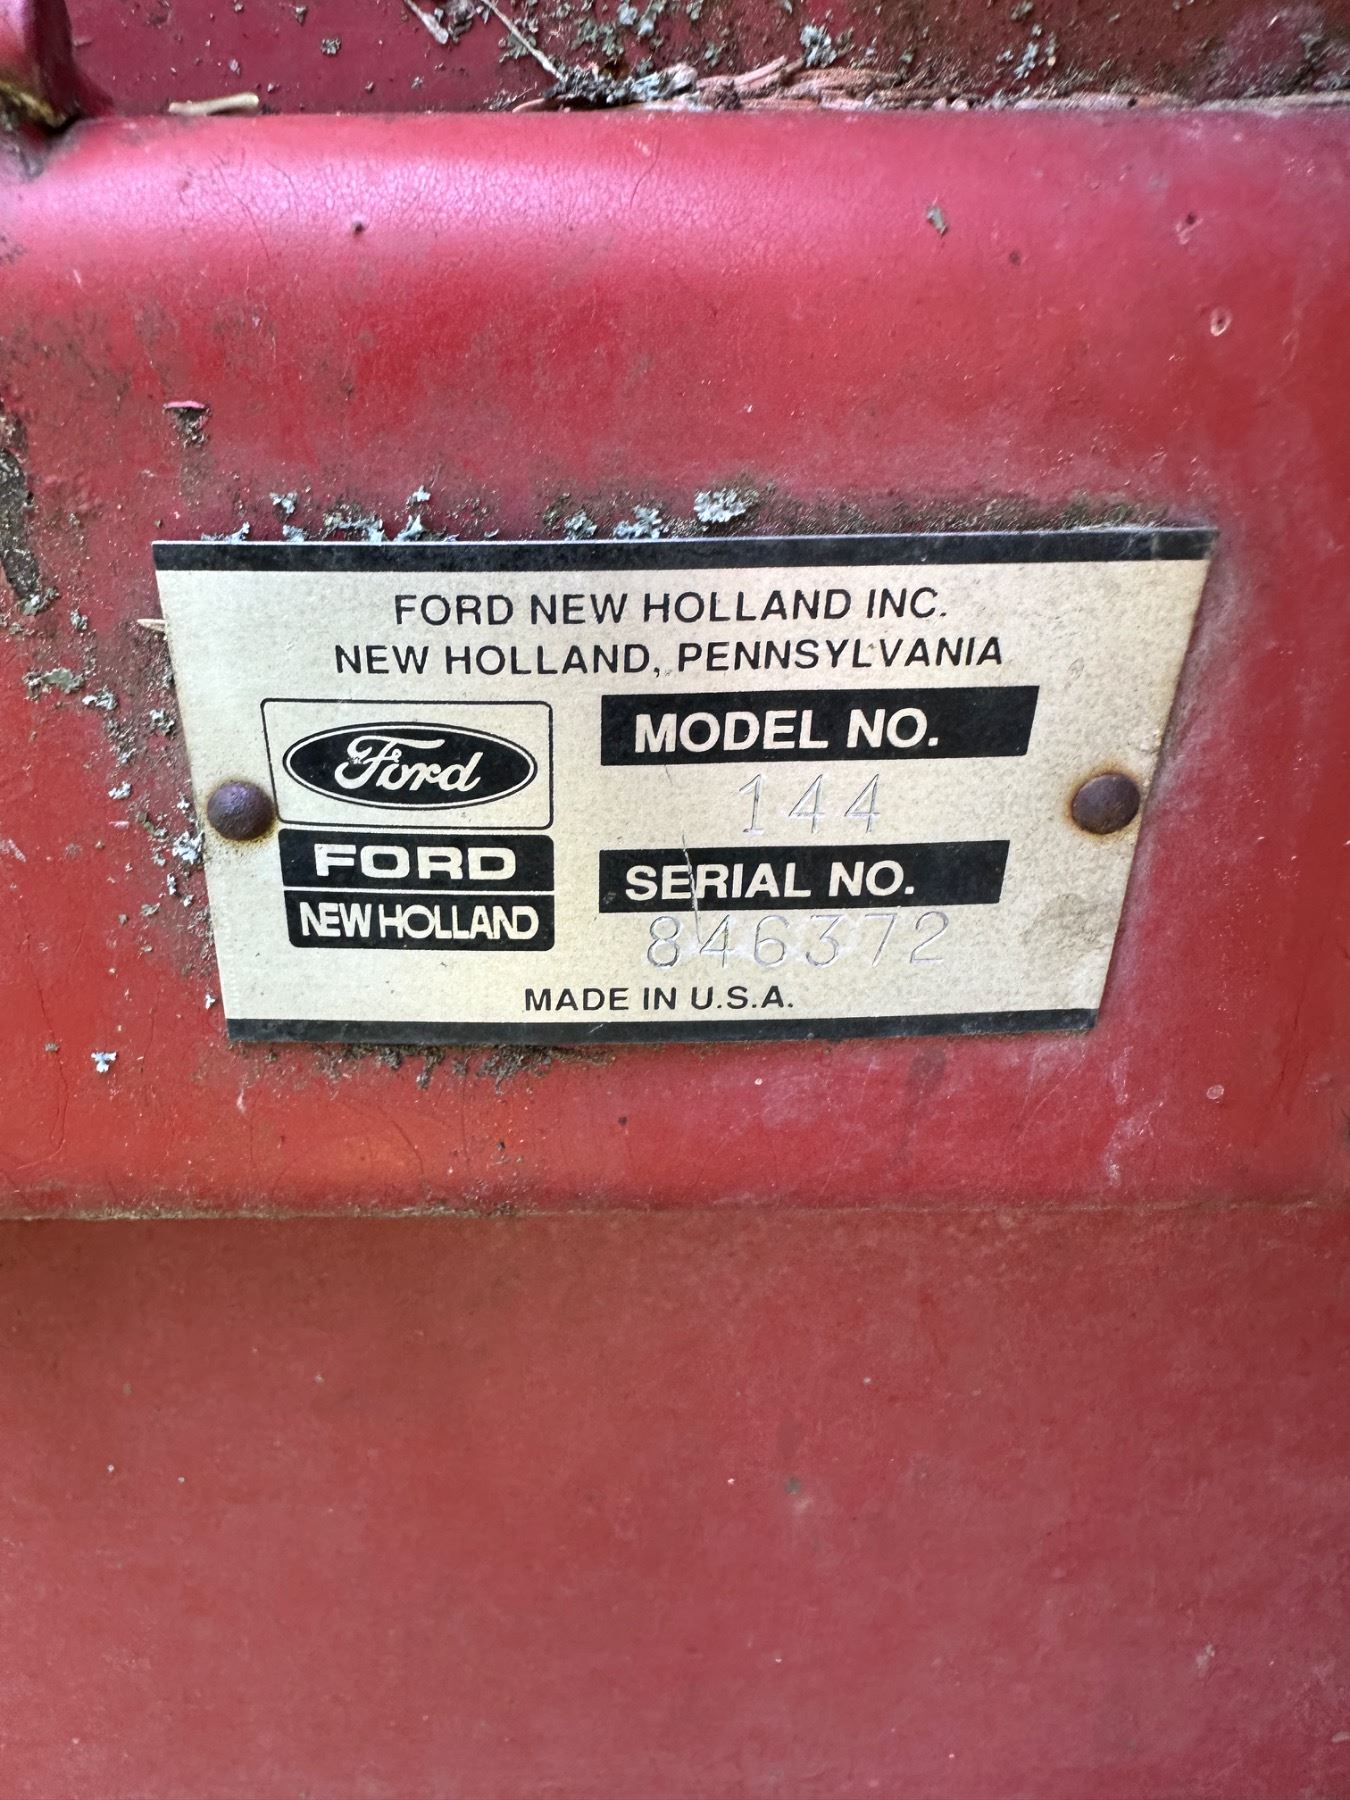 FORD NEW HOLLAND INC.
NEW HOLLAND, PENNSYLVANIA
Ford
FORD
NEW HOLLAND
MODEL NO.
144
SERIAL NO.
846372
MADE IN U.S.A.